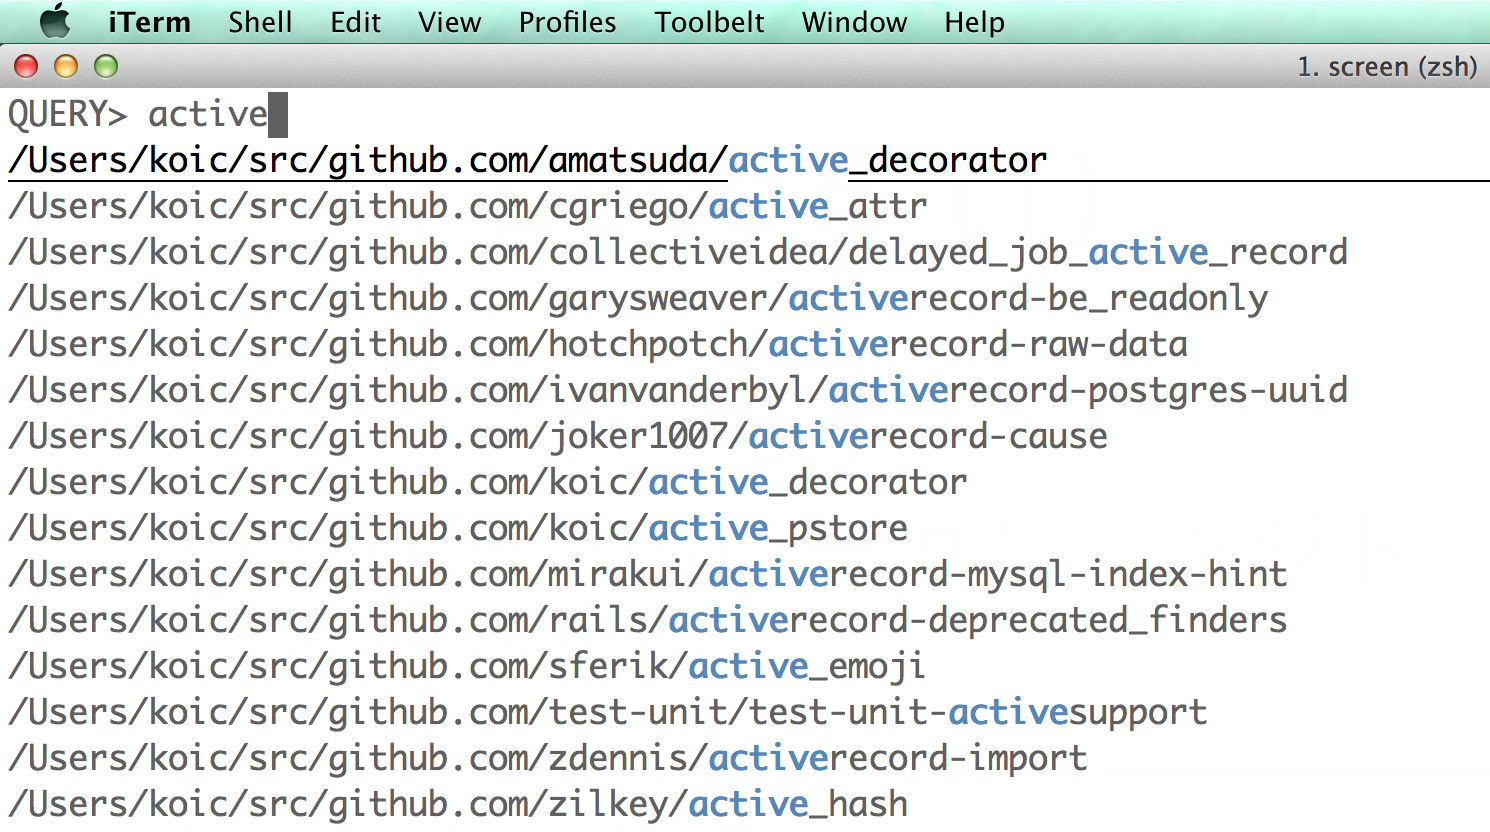 iTerm Shell Edit View Profiles Toolbelt Window Help
1. screen (zsh)
QUERY> active
/Users/koic/src/github.com/amatsuda/active_decorator
/Users/koic/src/github.com/cgriego/active_attr
/Users/koic/src/github.com/collectiveidea/delayed_job_active_record
/Users/koic/src/github.com/garysweaver/activerecord-be_readonly
/Users/koic/src/github.com/hotchpotch/activerecord-raw-data
/Users/koic/src/github.com/ivanvanderbyl/activerecord-postgres-uuid
/Users/koic/src/github.com/joker1007/activerecord-cause
/Users/koic/src/github.com/koic/active_decorator
/Users/koic/src/github.com/koic/active_pstore
/Users/koic/src/github.com/mirakui/activerecord-mysql-index-hint
/Users/koic/src/github.com/rails/activerecord-deprecated_finders
/Users/koic/src/github.com/sferik/active_emoji
/Users/koic/src/github.com/test-unit/test-unit-activesupport
/Users/koic/src/github.com/zdennis/activerecord-import
/Users/koic/src/github.com/zilkey/active_hash